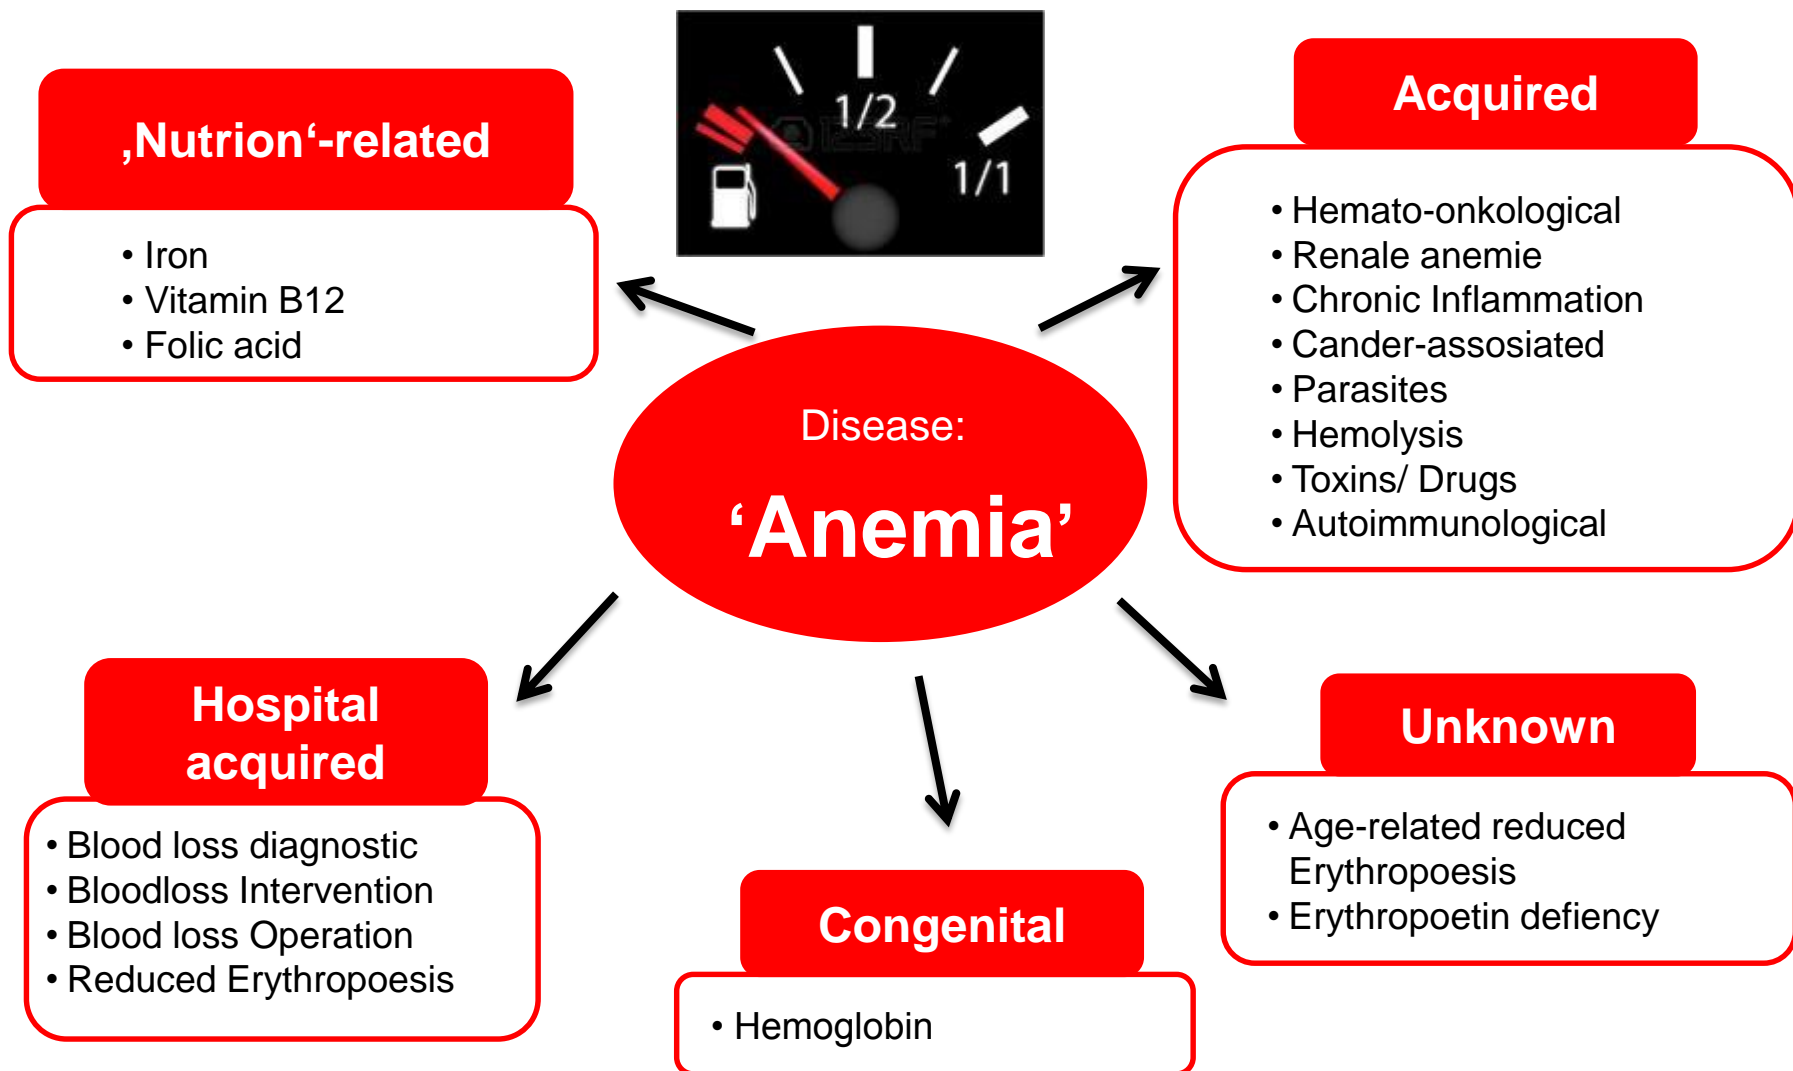 ‚Nutrion‘-related
• Iron
• Vitamin B12
• Folic acid
1/2
1/1
123RF
Acquired
• Hemato-onkological
• Renale anemie
• Chronic Inflammation
• Cander-assosiated
• Parasites
• Hemolysis
• Toxins/ Drugs
• Autoimmunological
Disease:
‘Anemia’
Hospital
acquired
• Blood loss diagnostic
• Bloodloss Intervention
• Blood loss Operation
• Reduced Erythropoesis
Congenital
• Hemoglobin
Unknown
• Age-related reduced
Erythropoesis
• Erythropoetin defiency